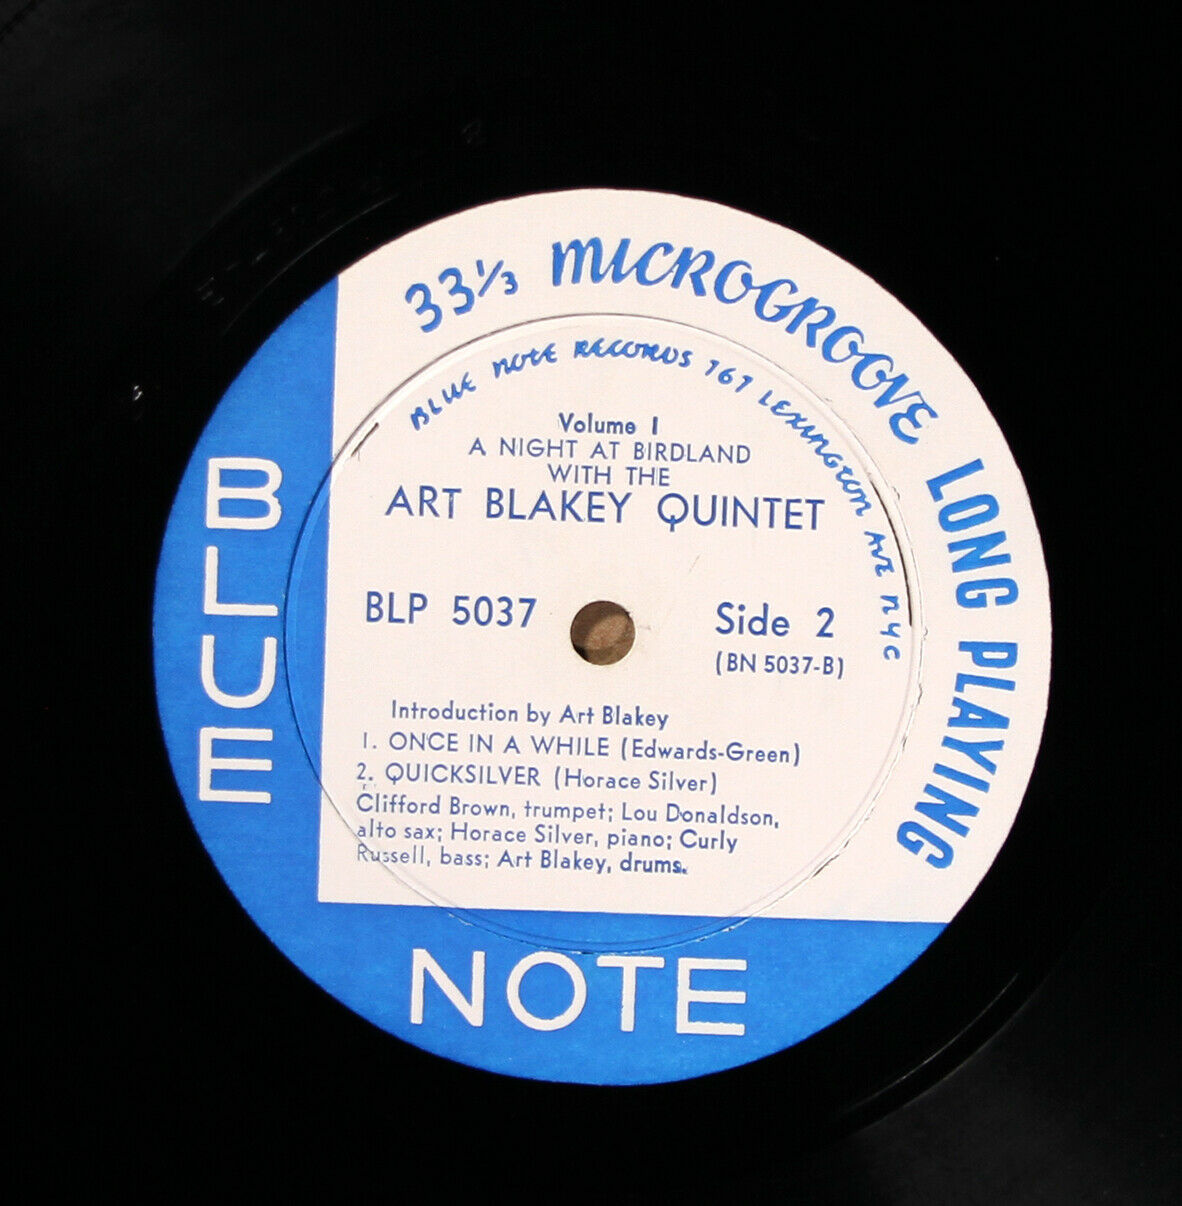 33⅓ MICROGROOVE LONG PLAYING
BLUE NOTE RECORDS 767 LEXINGTON AVE NYC
Volume 1
A NIGHT AT BIRDLAND
WITH THE
ART BLAKEY QUINTET
BLP 5037
Side 2
(BN 5037-B)
Introduction by Art Blakey
1. ONCE IN A WHILE (Edwards-Green)
2. QUICKSILVER (Horace Silver)
Clifford Brown, trumpet; Lou Donaldson,
alto sax; Horace Silver, piano; Curly
Russell, bass; Art Blakey, drums.
BLUE
NOTE